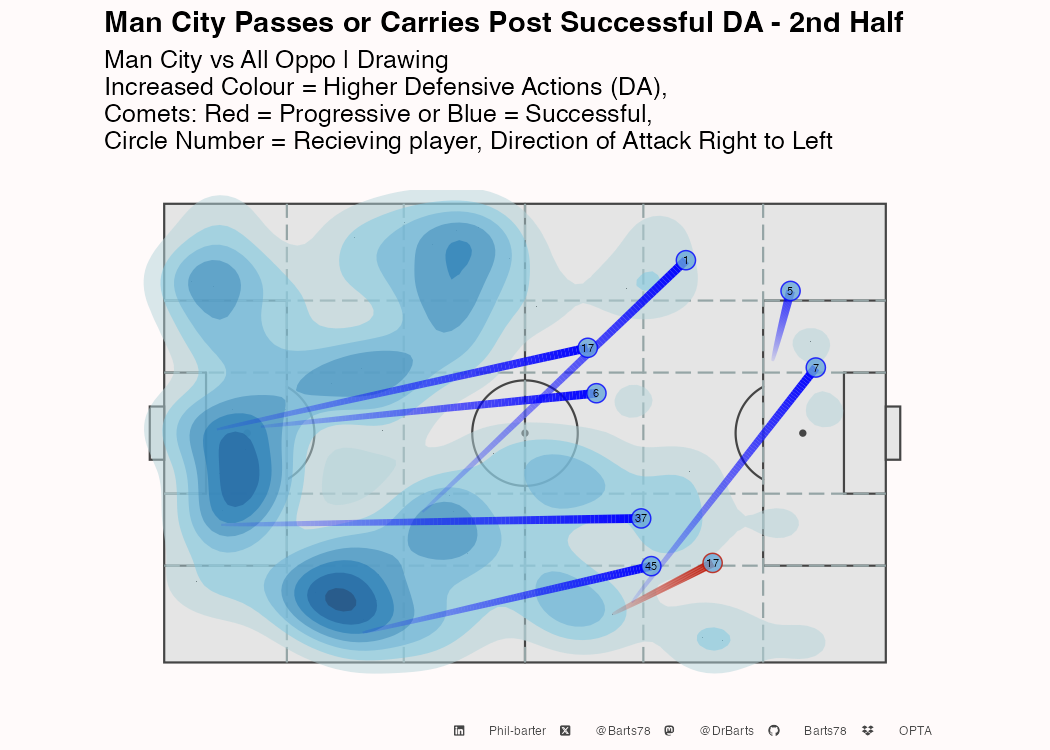 Man City Passes or Carries Post Successful DA - 2nd Half
Man City vs All Oppo | Drawing
Increased Colour = Higher Defensive Actions (DA),
Comets: Red = Progressive or Blue = Successful,
Circle Number = Recieving player, Direction of Attack Right to Left
1
5
17
7
6
37
45
17
Phil-barter @Barts78 @DrBarts Barts78 OPTA